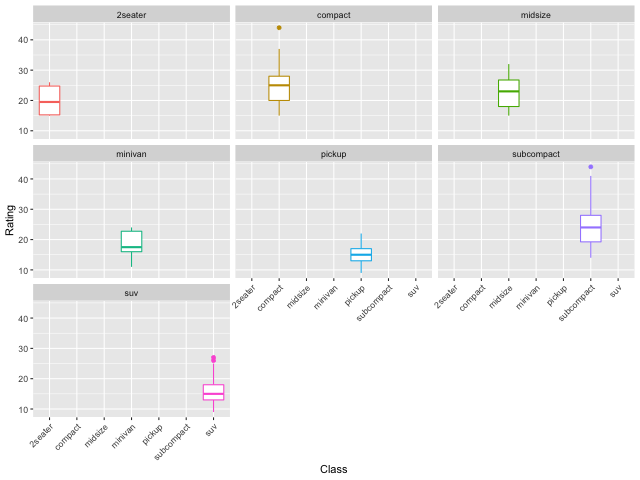 2seater compact midsize
40
30
20
10
minivan pickup subcompact
40
30
20
10
2seater compact midsize minivan pickup subcompact suv
2seater compact midsize minivan pickup subcompact suv
suv
40
30
20
10
2seater compact midsize minivan pickup subcompact suv
Rating
Class